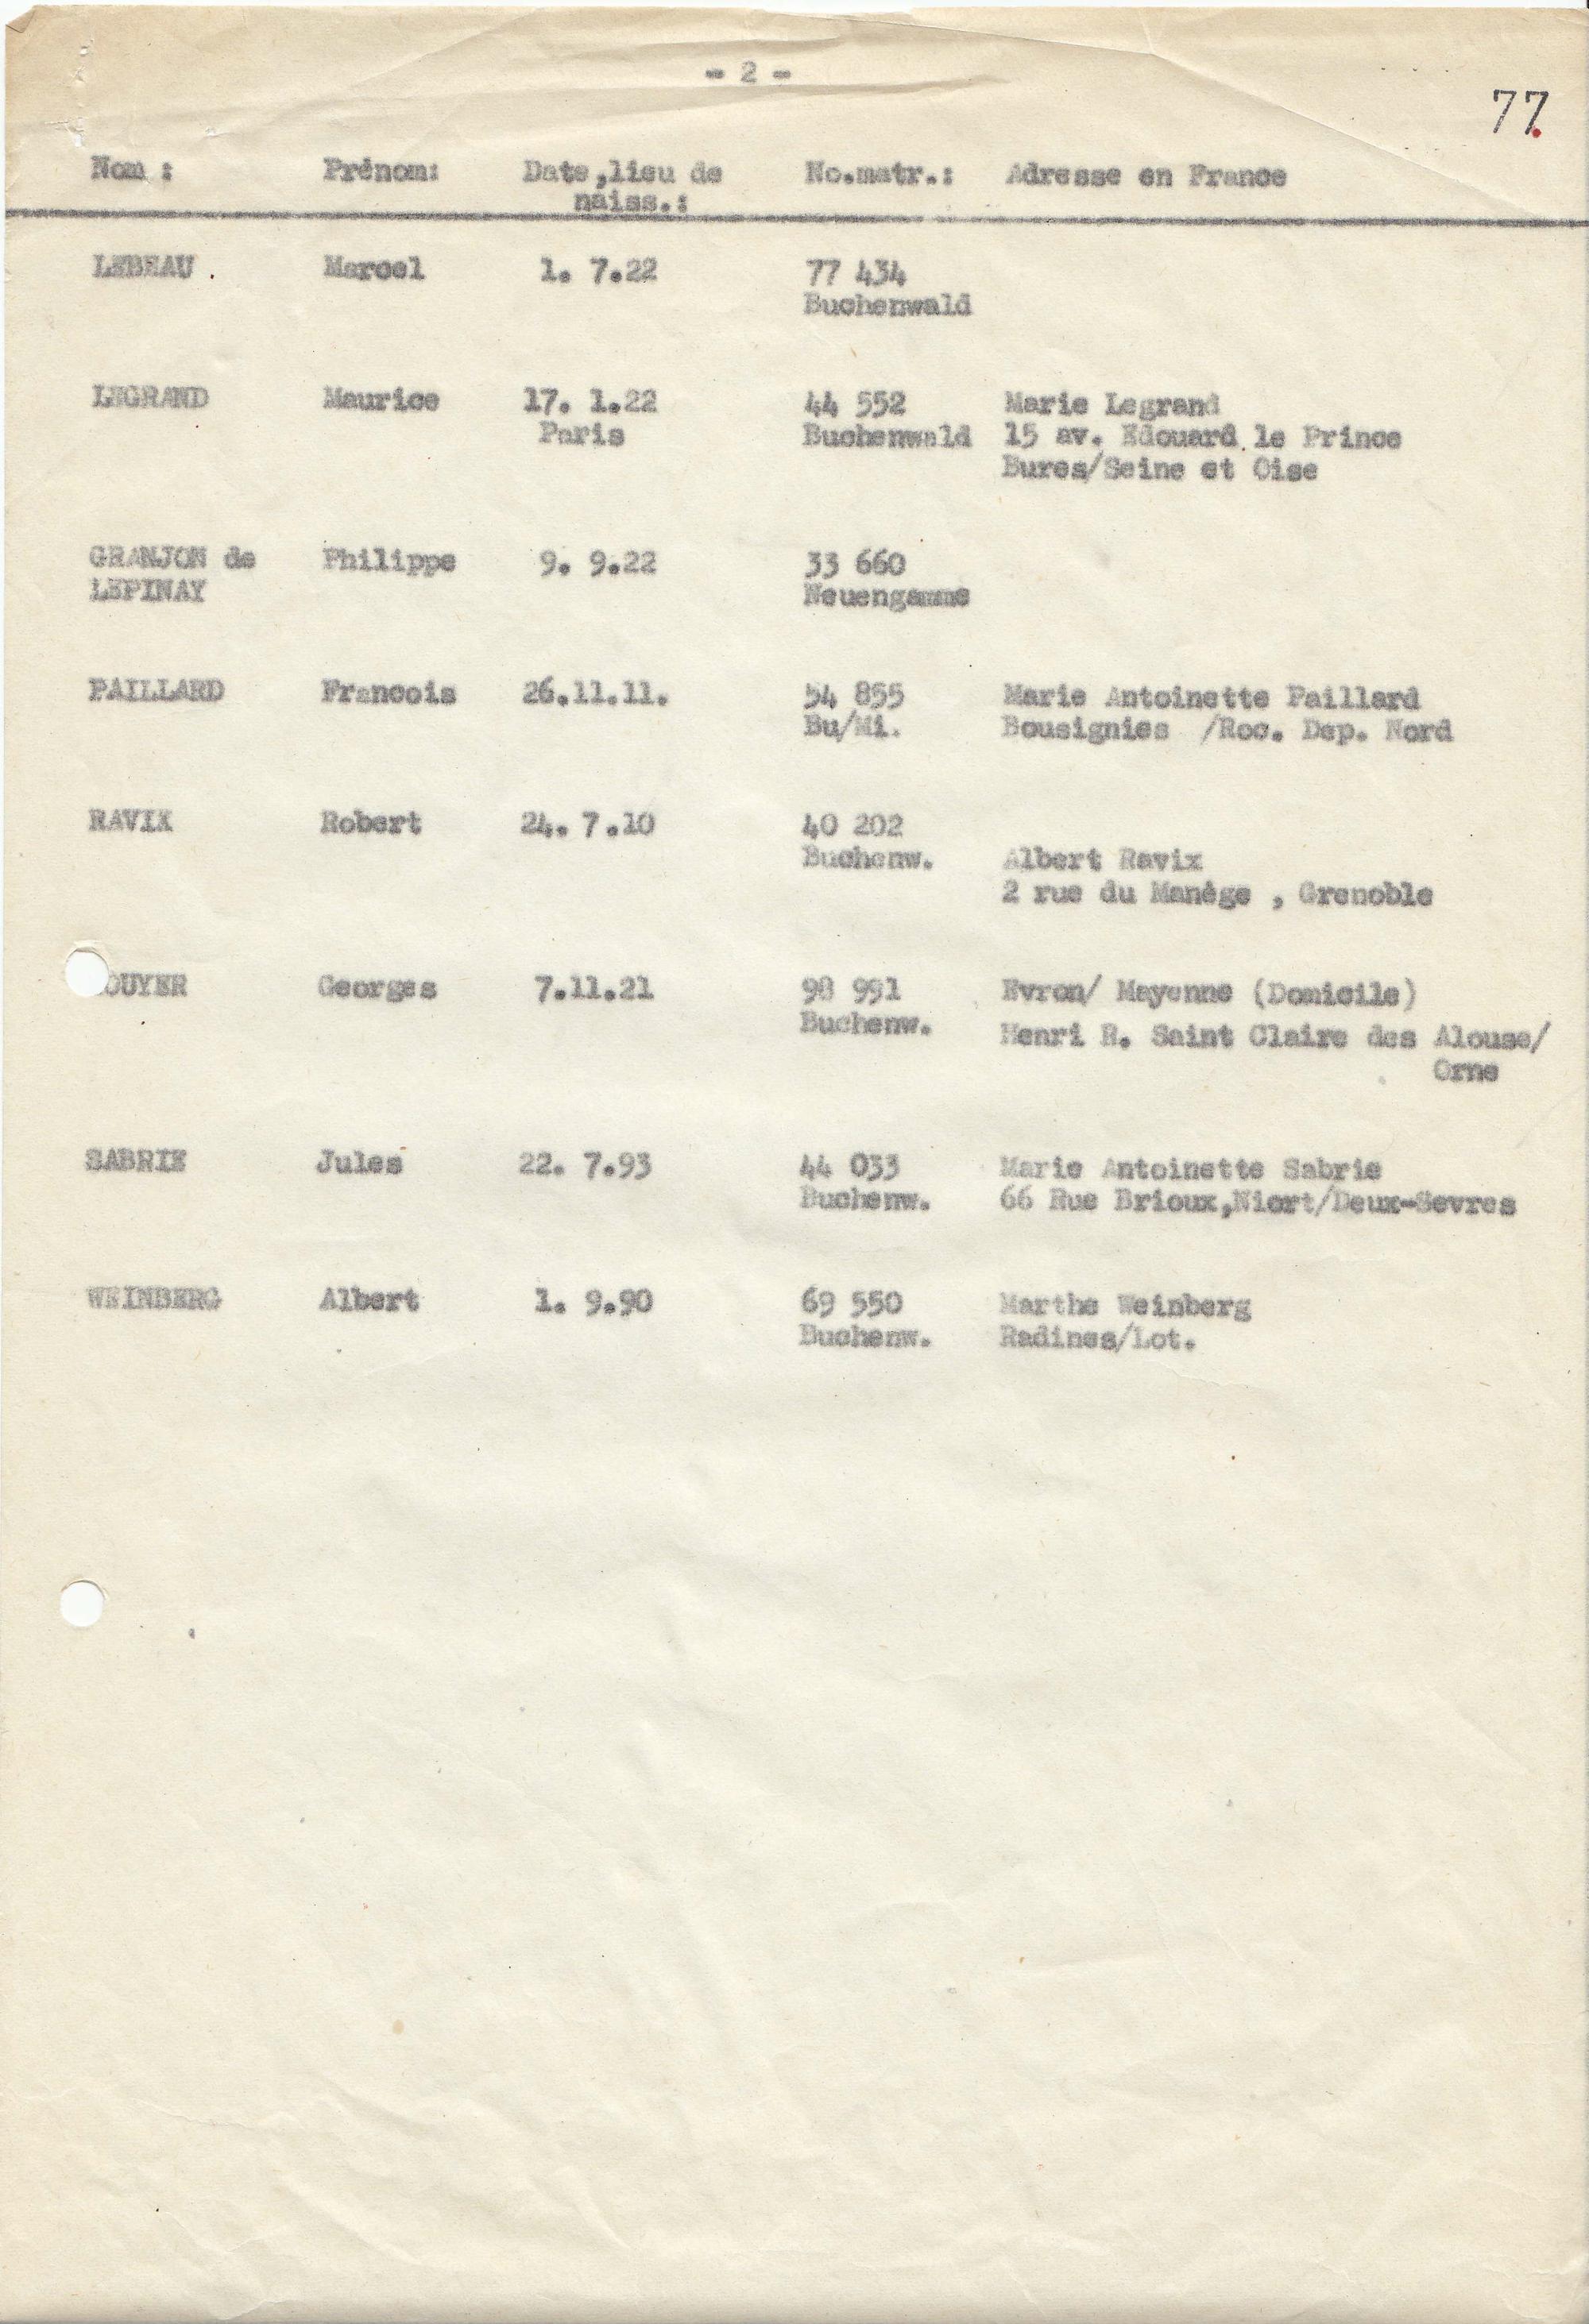 - 2 -
77.
Nom : Prénom: Date,lieu de No.matr.: Adresse en France
naiss.:
LEBEAU . Marcel 1. 7.22 77 434
Buchenwald
LEGRAND Maurice 17. 1.22 44 552 Marie Legrand
Paris Buchenwald 15 av. Edouard le Prince
Bures/Seine et Oise
GRANJON de Philippe 9. 9.22 33 660
LEPINAY Neuengamme
PAILLARD Francois 26.11.11. 54 855 Marie Antoinette Paillard
Bu/Mi. Bousignies /Roc. Dep. Nord
RAVIX Robert 24. 7.10 40 202
Buchenw. Albert Ravix
2 rue du Manège , Grenoble
OUYER Georges 7.11.21 98 991 Evron/ Mayenne (Domicile)
Buchenw. Henri R. Saint Claire des Alouse/
Orne
SABRIE Jules 22. 7.93 44 033 Marie Antoinette Sabrie
Buchenw. 66 Rue Brioux,Niort/Deux-Sevres
WEINBERG Albert 1. 9.90 69 550 Marthe Weinberg
Buchenw. Radines/Lot.